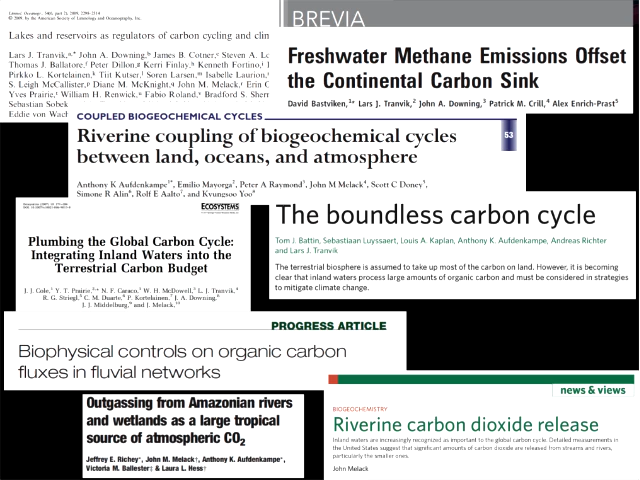 Limnol. Oceanogr., 54(6, part 2), 2009, 2298–2314
© 2009, by the American Society of Limnology and Oceanography, Inc.
Lakes and reservoirs as regulators of carbon cycling and clim
Lars J. Tranvik, John A. Downing, James B. Cotner, Steven A. Lo
Thomas J. Ballatore, Peter Dillon, Kerri Finlay, Kenneth Fortino,
Pirkko L. Kortelainen, Tiit Kutser, Soren Larsen, Isabelle Laurion,
S. Leigh McCallister, Diane M. McKnight, John M. Melack, Erin
Yves Prairie, William H. Renwick, Fabio Roland, Bradford S. Sherr
Sebastian Sobek
Eddie von Wach
BREVIA
Freshwater Methane Emissions Offset
the Continental Carbon Sink
David Bastviken,¹* Lars J. Tranvik,² John A. Downing,³ Patrick M. Crill,⁴ Alex Enrich-Prast⁵
COUPLED BIOGEOCHEMICAL CYCLES
53
Riverine coupling of biogeochemical cycles
between land, oceans, and atmosphere
Anthony K Aufdenkampe¹*, Emilio Mayorga², Peter A Raymond³, John M Melack⁴, Scott C Doney⁵,
Simone R Alin⁶, Rolf E Aalto⁷, and Kyungsoo Yoo⁸
ECOSYSTEMS
Plumbing the Global Carbon Cycle:
Integrating Inland Waters into the
Terrestrial Carbon Budget
J. J. Cole, Y. T. Prairie, N. F. Caraco, W. H. McDowell, L. J. Tranvik,
R. G. Striegl, C. M. Duarte, P. Kortelainen, J. A. Downing,
J. J. Middelburg, and J. Melack
The boundless carbon cycle
Tom J. Battin, Sebastiaan Luyssaert, Louis A. Kaplan, Anthony K. Aufdenkampe, Andreas Richter
and Lars J. Tranvik
The terrestrial biosphere is assumed to take up most of the carbon on land. However, it is becoming
clear that inland waters process large amounts of organic carbon and must be considered in strategies
to mitigate climate change.
PROGRESS ARTICLE
Biophysical controls on organic carbon
fluxes in fluvial networks
Outgassing from Amazonian rivers
and wetlands as a large tropical
source of atmospheric CO₂
Jeffrey E. Richey*, John M. Melack†, Anthony K. Aufdenkampe*,
Victoria M. Ballester‡ & Laura L. Hess†
news & views
BIOGEOCHEMISTRY
Riverine carbon dioxide release
Inland waters are increasingly recognized as important to the global carbon cycle. Detailed measurements in
the United States suggest that significant amounts of carbon dioxide are released from streams and rivers,
particularly the smaller ones.
John Melack